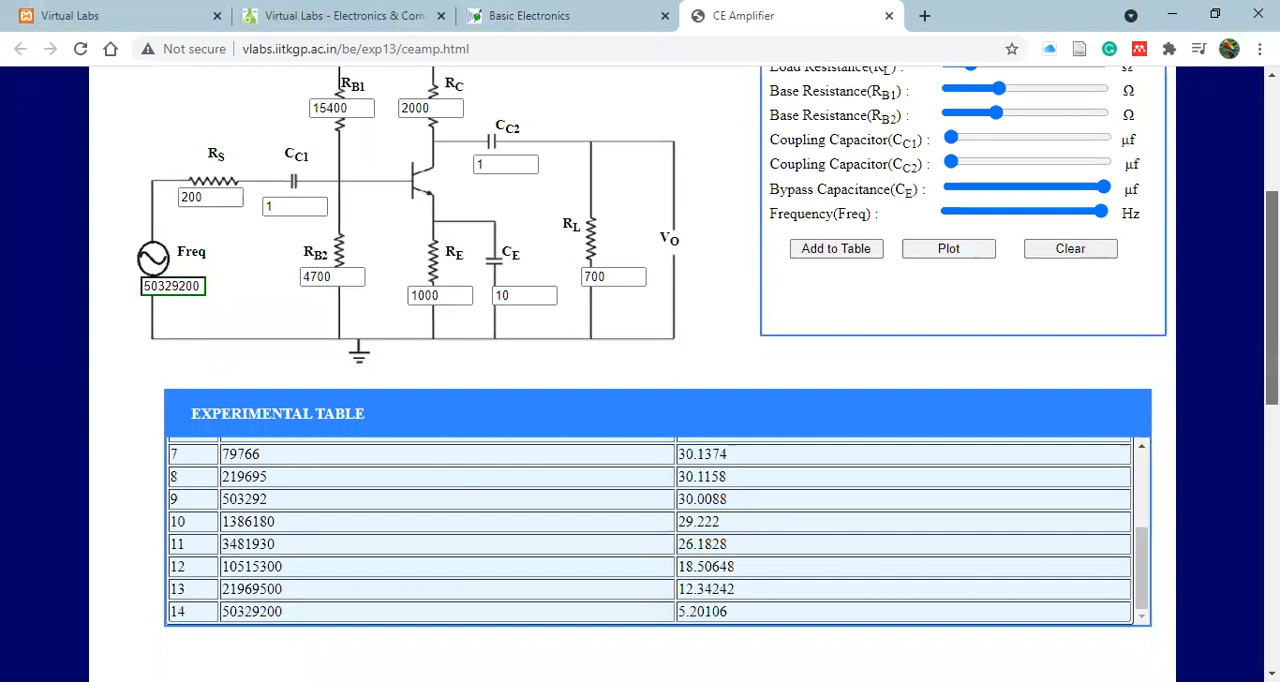 Virtual Labs
Virtual Labs - Electronics & Com
Basic Electronics
CE Amplifier
Not secure | vlabs.iitkgp.ac.in/be/exp13/ceamp.html
RB1
15400
RC
2000
CC2
1
RS
200
CC1
1
Freq
50329200
RB2
4700
RE
1000
CE
10
RL
700
VO
Load Resistance(RL) : Ω
Base Resistance(RB1) : Ω
Base Resistance(RB2) : Ω
Coupling Capacitor(CC1) : μf
Coupling Capacitor(CC2) : μf
Bypass Capacitance(CE) : μf
Frequency(Freq) : Hz
Add to Table Plot Clear
EXPERIMENTAL TABLE
7 79766 30.1374
8 219695 30.1158
9 503292 30.0088
10 1386180 29.222
11 3481930 26.1828
12 10515300 18.50648
13 21969500 12.34242
14 50329200 5.20106